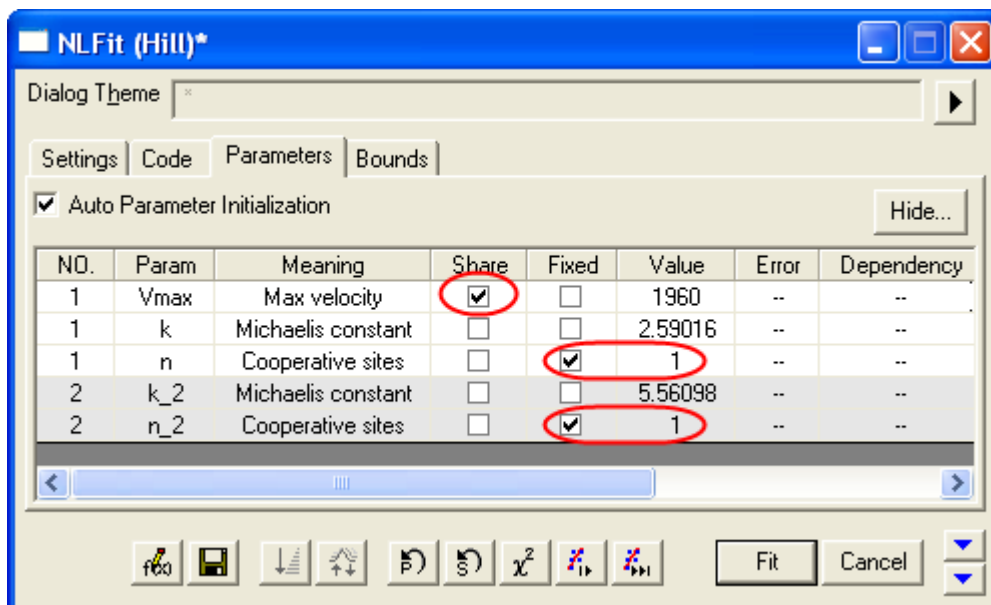 NLFit (Hill)*
Dialog Theme *
Settings Code Parameters Bounds
Auto Parameter Initialization Hide...
NO. Param Meaning Share Fixed Value Error Dependency
1 Vmax Max velocity 1960 -- --
1 k Michaelis constant 2.59016 -- --
1 n Cooperative sites 1 -- --
2 k_2 Michaelis constant 5.56098 -- --
2 n_2 Cooperative sites 1 -- --
f(x) P S χ² Fit Cancel